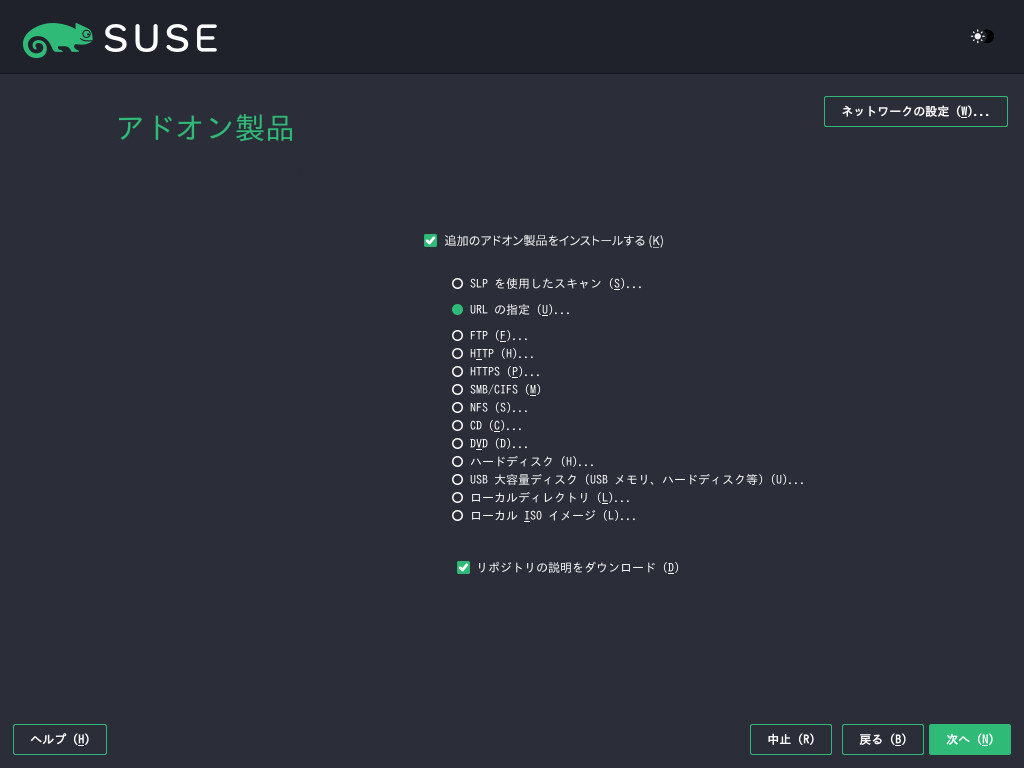 SUSE
ネットワークの設定 (W)...
アドオン製品
追加のアドオン製品をインストールする(K)
SLP を使用したスキャン (S)...
URL の指定 (U)...
FTP (F)...
HTTP (H)...
HTTPS (P)...
SMB/CIFS (M)
NFS (S)...
CD (C)...
DVD (D)...
ハードディスク (H)...
USB 大容量ディスク (USB メモリ、ハードディスク等) (U)...
ローカルディレクトリ (L)...
ローカル ISO イメージ (L)...
リポジトリの説明をダウンロード (D)
ヘルプ (H)
中止 (R)
戻る (B)
次へ (N)